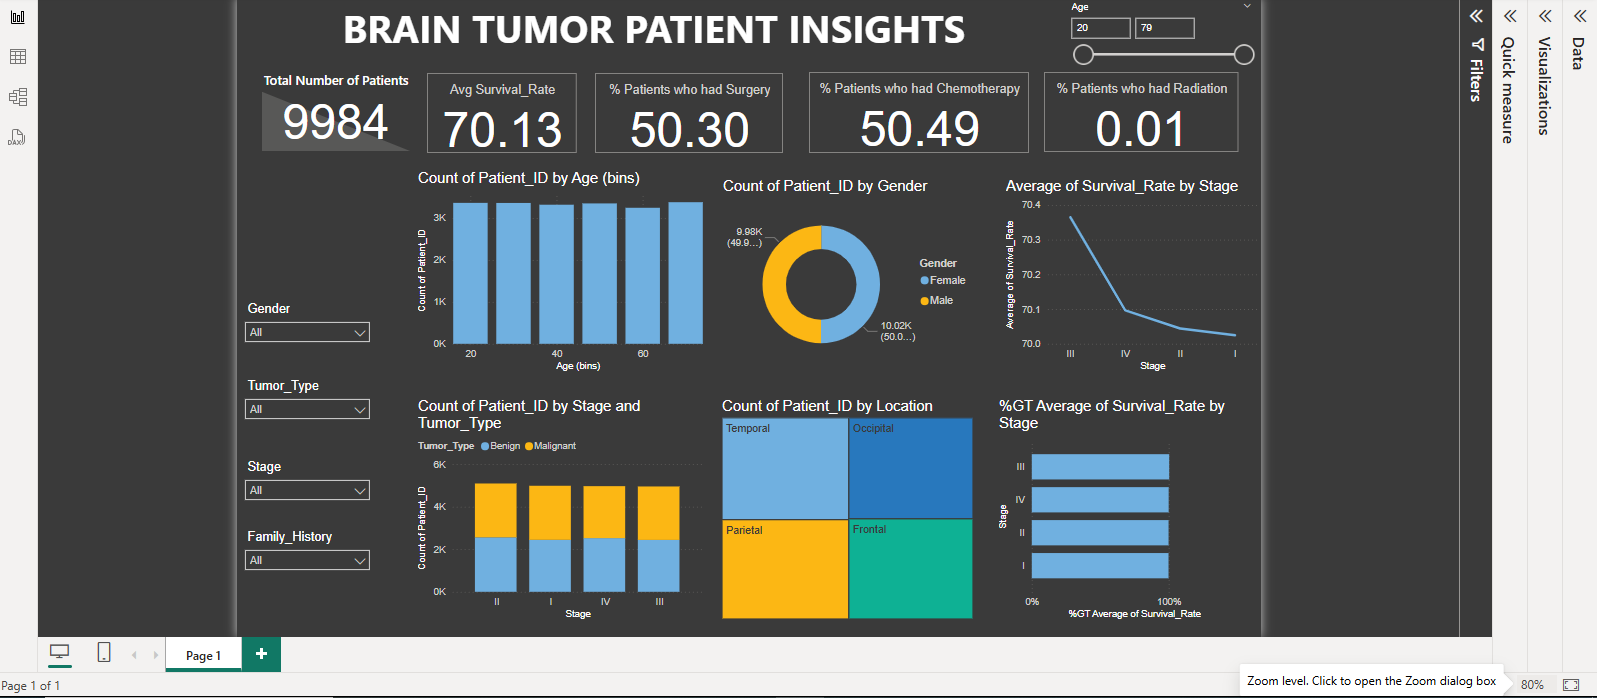 BRAIN TUMOR PATIENT INSIGHTS
Age
20
79
Total Number of Patients
9984
Avg Survival_Rate
70.13
% Patients who had Surgery
50.30
% Patients who had Chemotherapy
50.49
% Patients who had Radiation
0.01
Count of Patient_ID by Age (bins)
Count of Patient_ID
3K
2K
1K
0K
20
40
60
Age (bins)
Count of Patient_ID by Gender
9.98K
(49.9...)
10.02K
(50.0...)
Gender
Female
Male
Average of Survival_Rate by Stage
Average of Survival_Rate
70.4
70.3
70.2
70.1
70.0
III
IV
II
I
Stage
Gender
All
Tumor_Type
All
Stage
All
Family_History
All
Count of Patient_ID by Stage and
Tumor_Type
Tumor_Type
Benign
Malignant
Count of Patient_ID
6K
4K
2K
0K
II
I
IV
III
Stage
Count of Patient_ID by Location
Temporal
Occipital
Parietal
Frontal
%GT Average of Survival_Rate by
Stage
Stage
III
IV
II
I
0%
100%
%GT Average of Survival_Rate
Filters
Quick measure
Visualizations
Data
DAX
Page 1
Page 1 of 1
Zoom level. Click to open the Zoom dialog box
80%